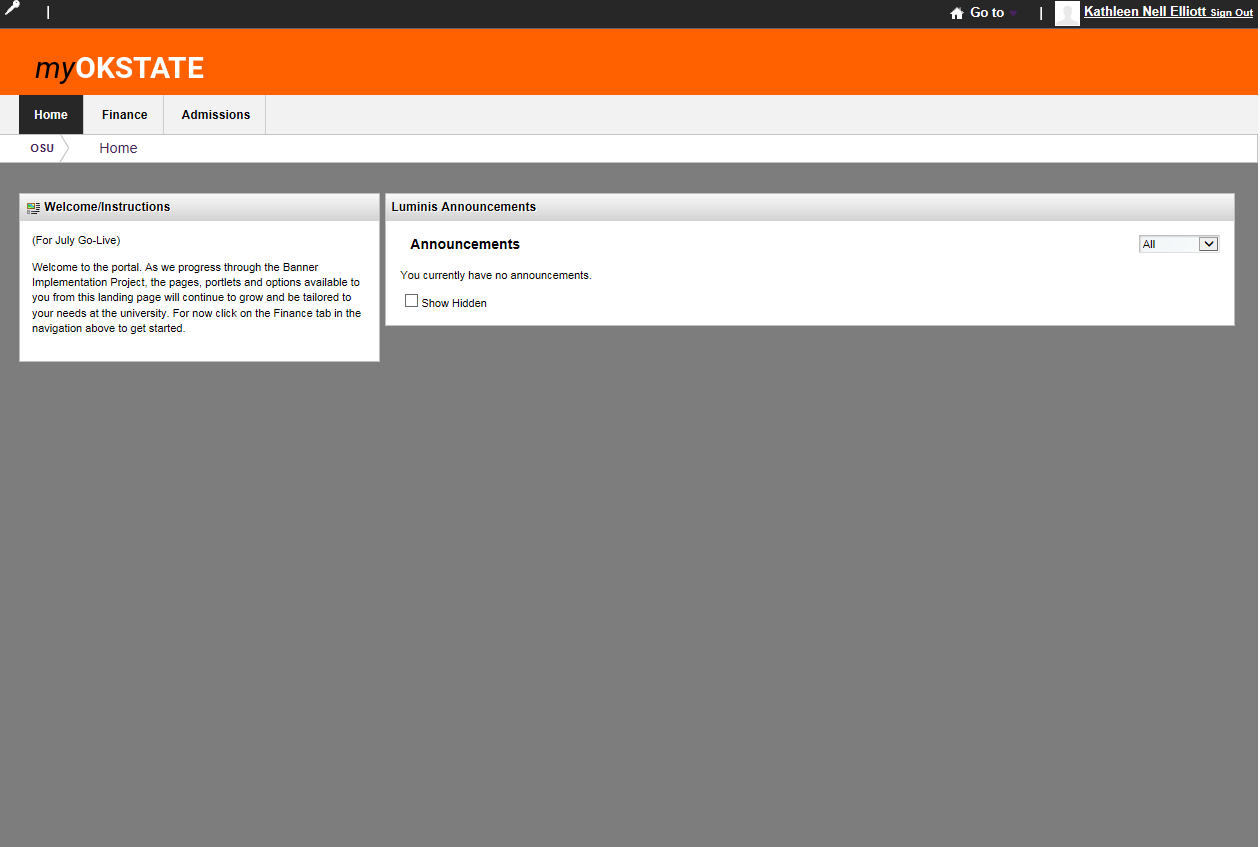 |
Go to
|
Kathleen Nell Elliott Sign Out
myOKSTATE
Home
Finance
Admissions
OSU
Home
Welcome/Instructions
(For July Go-Live)
Welcome to the portal. As we progress through the Banner
Implementation Project, the pages, portlets and options available to
you from this landing page will continue to grow and be tailored to
your needs at the university. For now click on the Finance tab in the
navigation above to get started.
Luminis Announcements
Announcements
All
You currently have no announcements.
Show Hidden